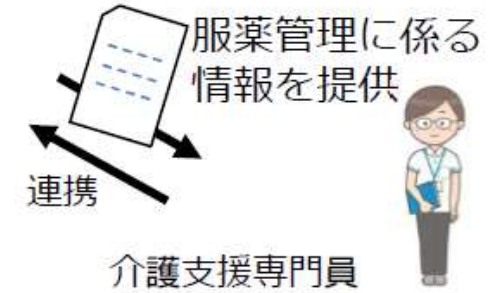 服薬管理に係る
情報を提供
連携
介護支援専門員